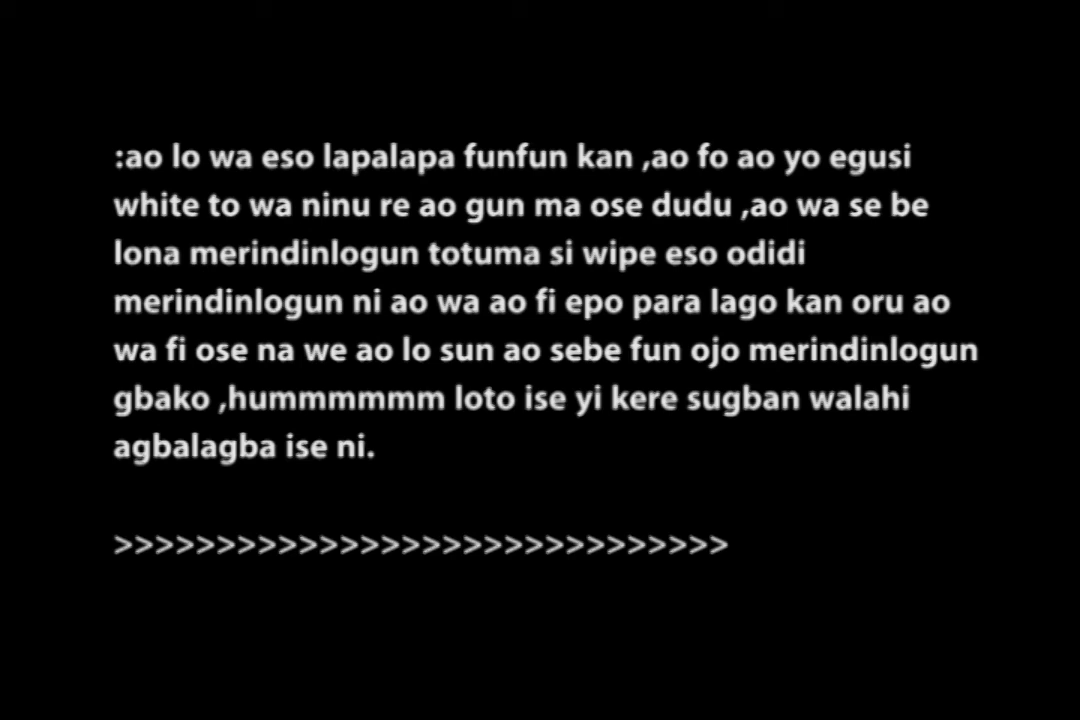 :ao lo wa eso lapalapa funfun kan ,ao fo ao yo egusi
white to wa ninu re ao gun ma ose dudu ,ao wa se be
lona merindinlogun totuma si wipe eso odidi
merindinlogun ni ao wa ao fi epo para lago kan oru ao
wa fi ose na we ao lo sun ao sebe fun ojo merindinlogun
gbako ,hummmmmm loto ise yi kere sugban walahi
agbalagba ise ni.
>>>>>>>>>>>>>>>>>>>>>>>>>>>>>>